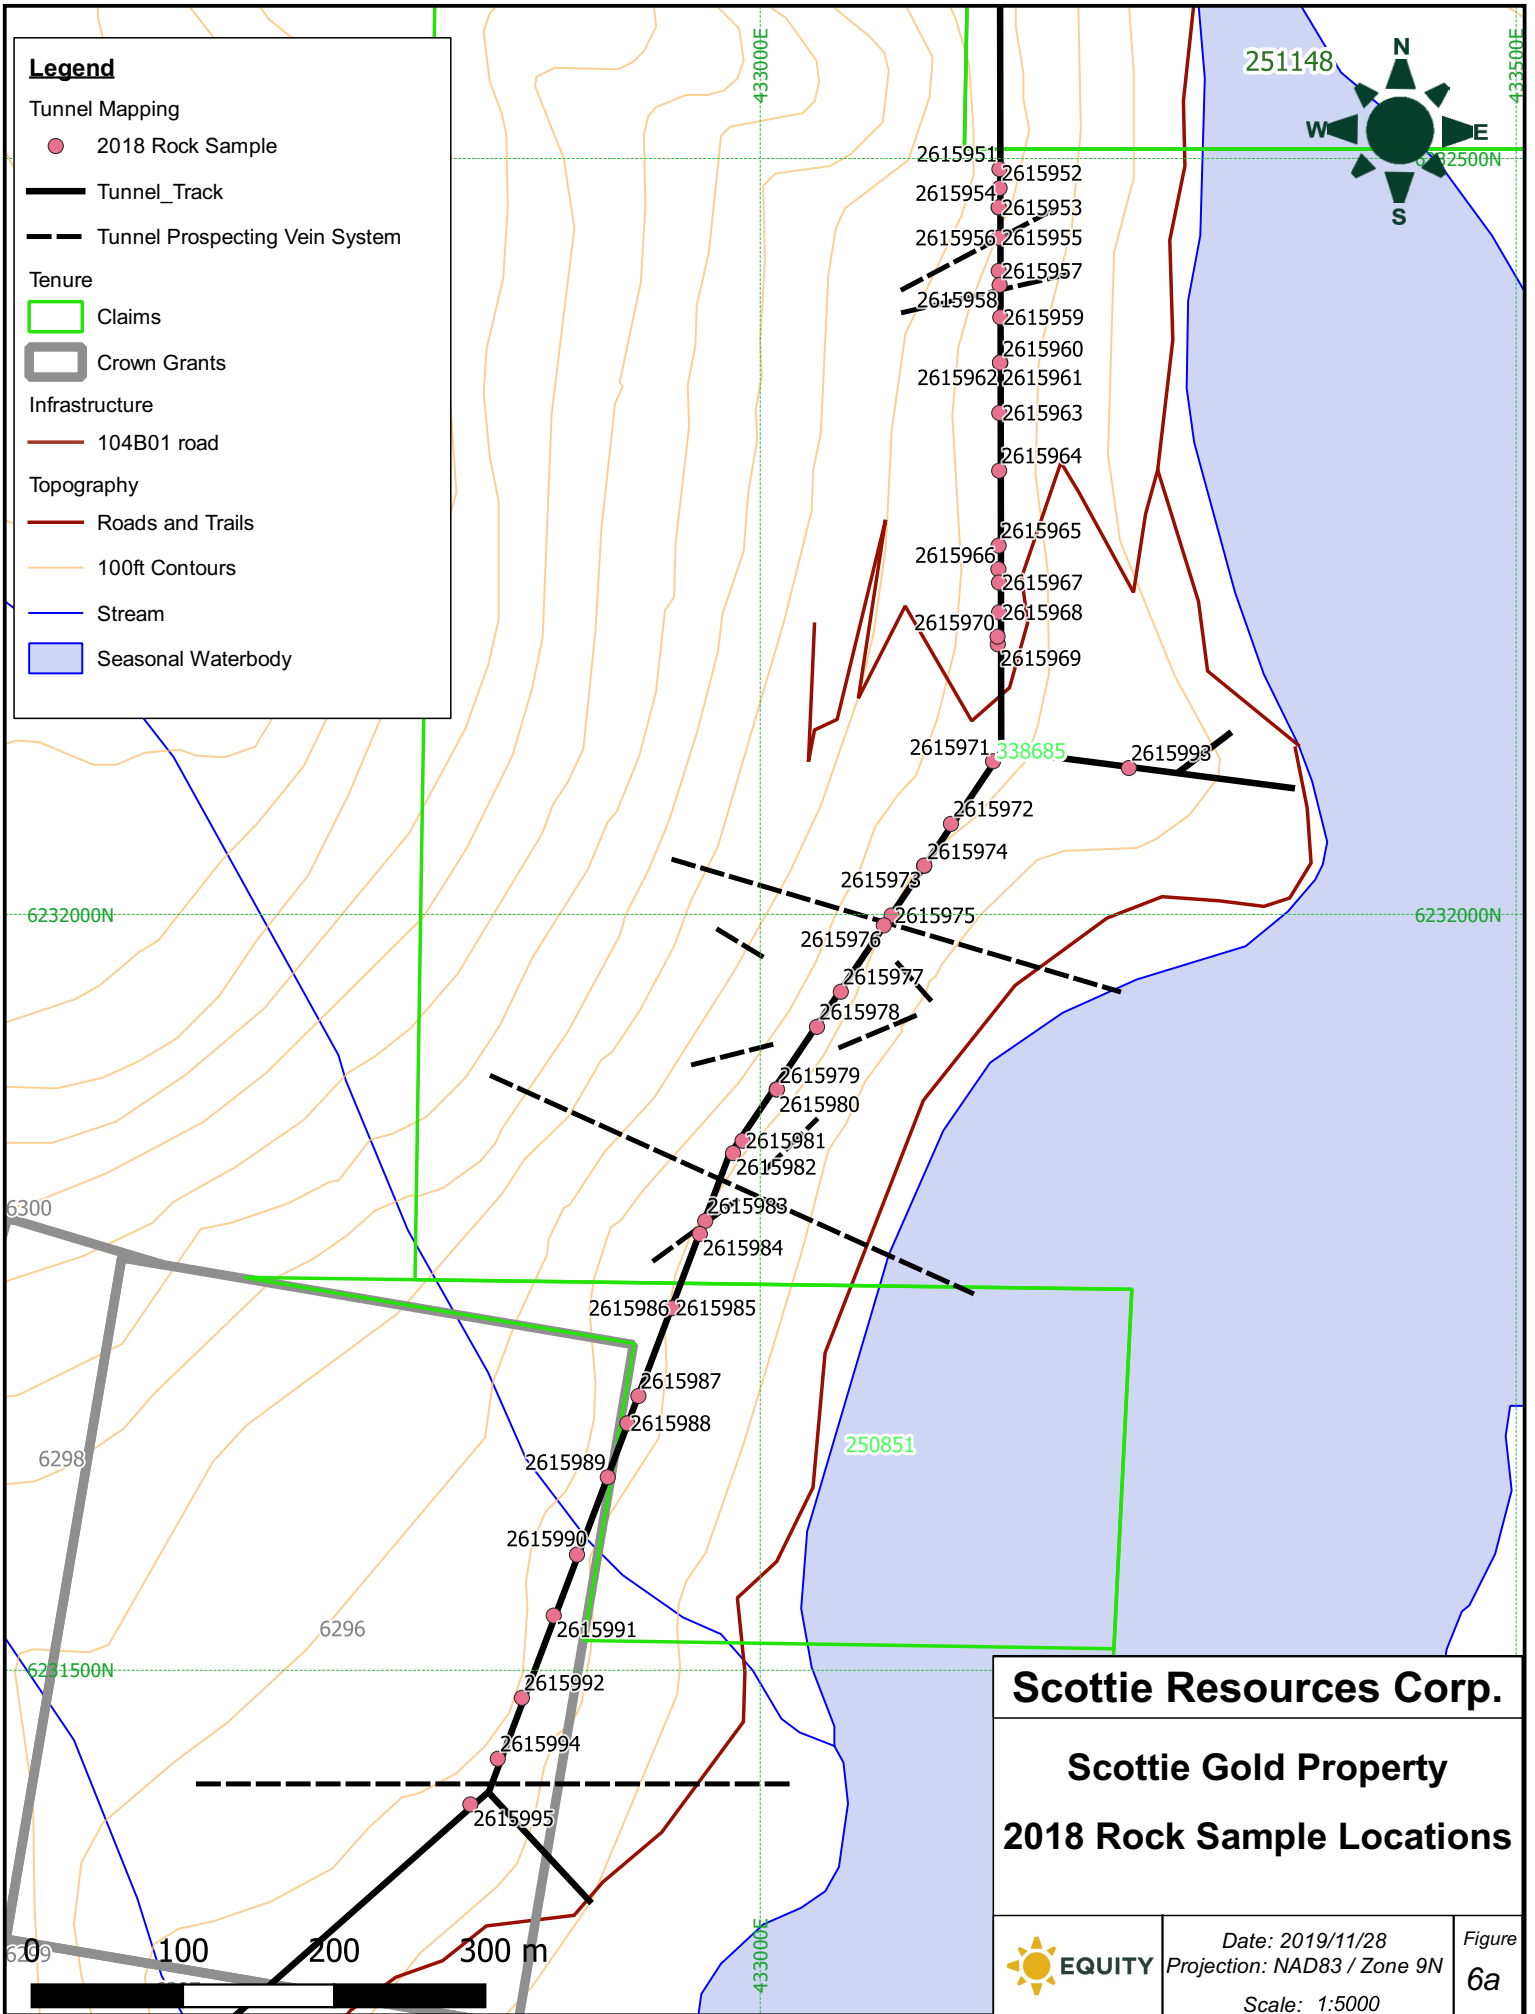 Legend
Tunnel Mapping
2018 Rock Sample
Tunnel_Track
Tunnel Prospecting Vein System
Tenure
Claims
Crown Grants
Infrastructure
104B01 road
Topography
Roads and Trails
100ft Contours
Stream
Seasonal Waterbody
433000E
433500E
251148
N
W E
S
6232500N
2615951
2615952
2615954
2615953
2615956 2615955
2615957
2615958
2615959
2615960
2615962 2615961
2615963
2615964
2615965
2615966
2615967
2615968
2615970
2615969
2615971
338685
2615993
2615972
2615974
2615973
6232000N
2615975
6232000N
2615976
2615977
2615978
2615979
2615980
2615981
2615982
6300
2615983
2615984
2615986 2615985
2615987
2615988
250851
6298
2615989
2615990
6296
2615991
6231500N
2615992
2615994
2615995
433000E
6299
0 100 200 300 m
Scottie Resources Corp.
Scottie Gold Property
2018 Rock Sample Locations
EQUITY
Date: 2019/11/28
Projection: NAD83 / Zone 9N
Scale: 1:5000
Figure
6a